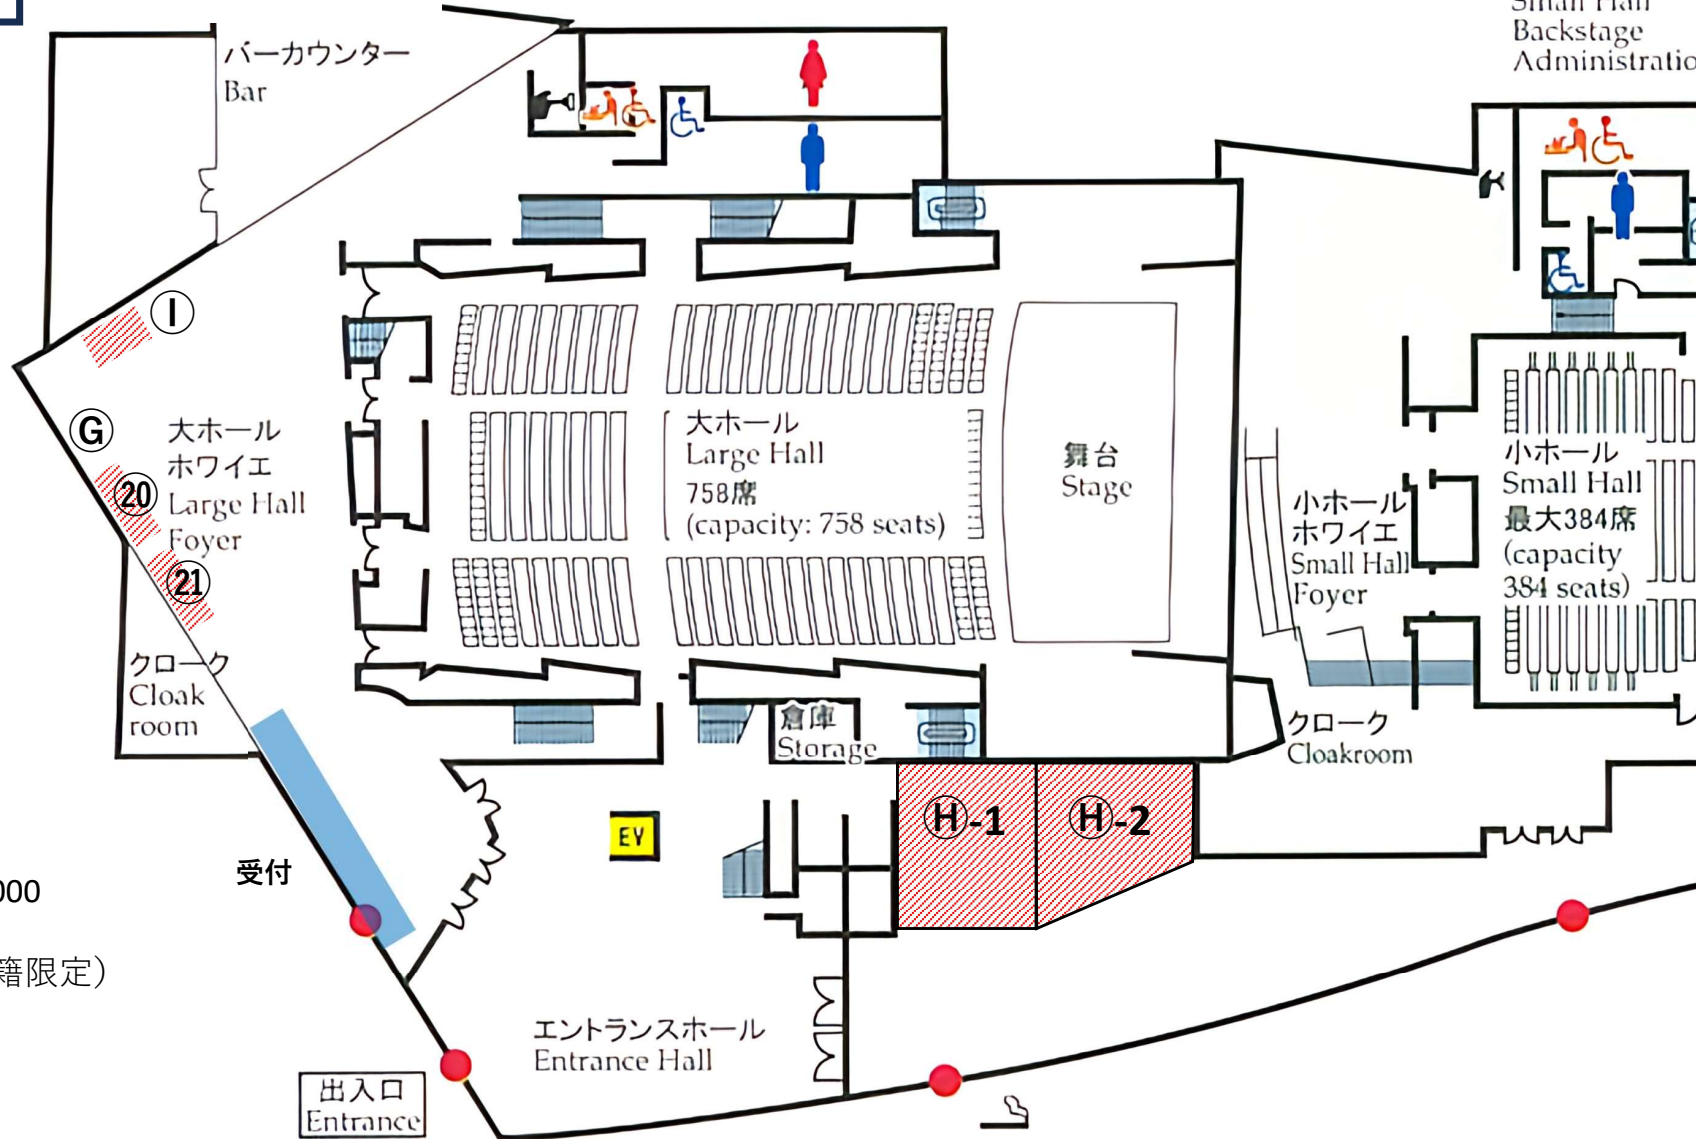 Small Hall
Backstage
バーカウンター
Bar
Ⓘ
Ⓖ
大ホール
ホワイエ
Large Hall
Foyer
⑳
㉑
大ホール
Large Hall
758席
(capacity: 758 seats)
舞台
Stage
小ホール
ホワイエ
Small Hall
Foyer
小ホール
Small Hall
最大384席
(capacity
384 seats)
クローク
Cloak
room
倉庫
Storage
クローク
Cloakroom
Ⓗ-1
Ⓗ-2
EV
受付
000
籍限定）
エントランスホール
Entrance Hall
出入口
Entrance